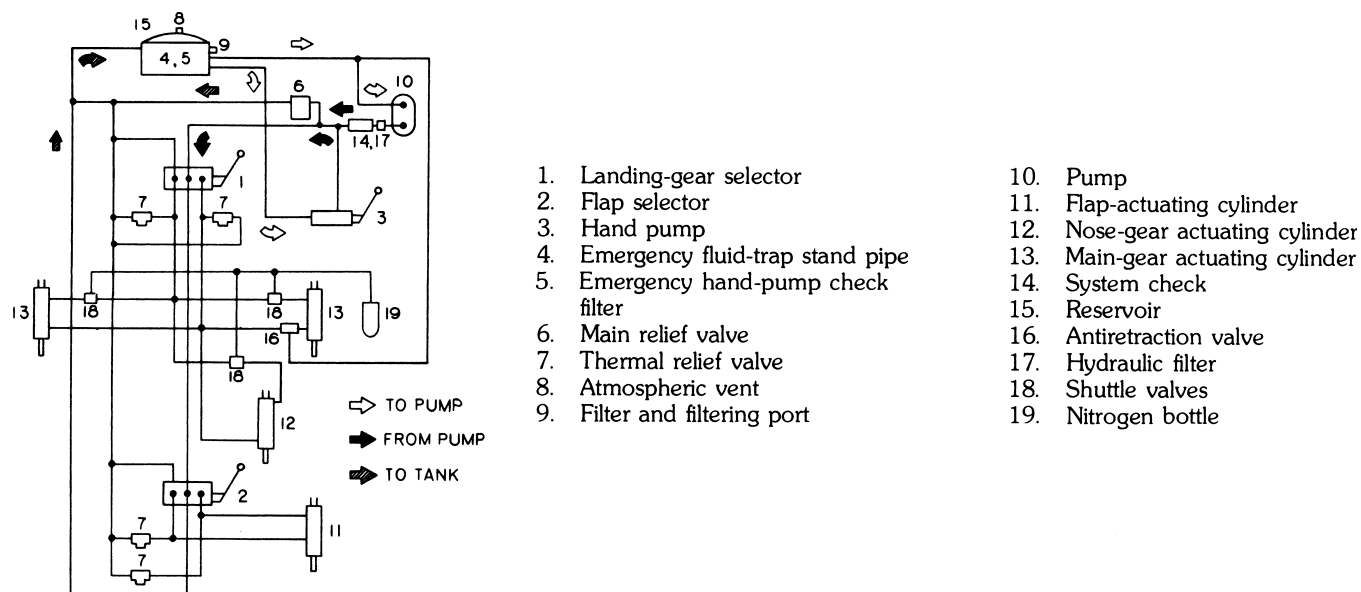 8
15
9
4,5
6
10
14,17
1
7
7
3
13
18
18
13
19
16
18
12
TO PUMP
FROM PUMP
TO TANK
2
7
11
7
1. Landing-gear selector
2. Flap selector
3. Hand pump
4. Emergency fluid-trap stand pipe
5. Emergency hand-pump check
filter
6. Main relief valve
7. Thermal relief valve
8. Atmospheric vent
9. Filter and filtering port
10. Pump
11. Flap-actuating cylinder
12. Nose-gear actuating cylinder
13. Main-gear actuating cylinder
14. System check
15. Reservoir
16. Antiretraction valve
17. Hydraulic filter
18. Shuttle valves
19. Nitrogen bottle